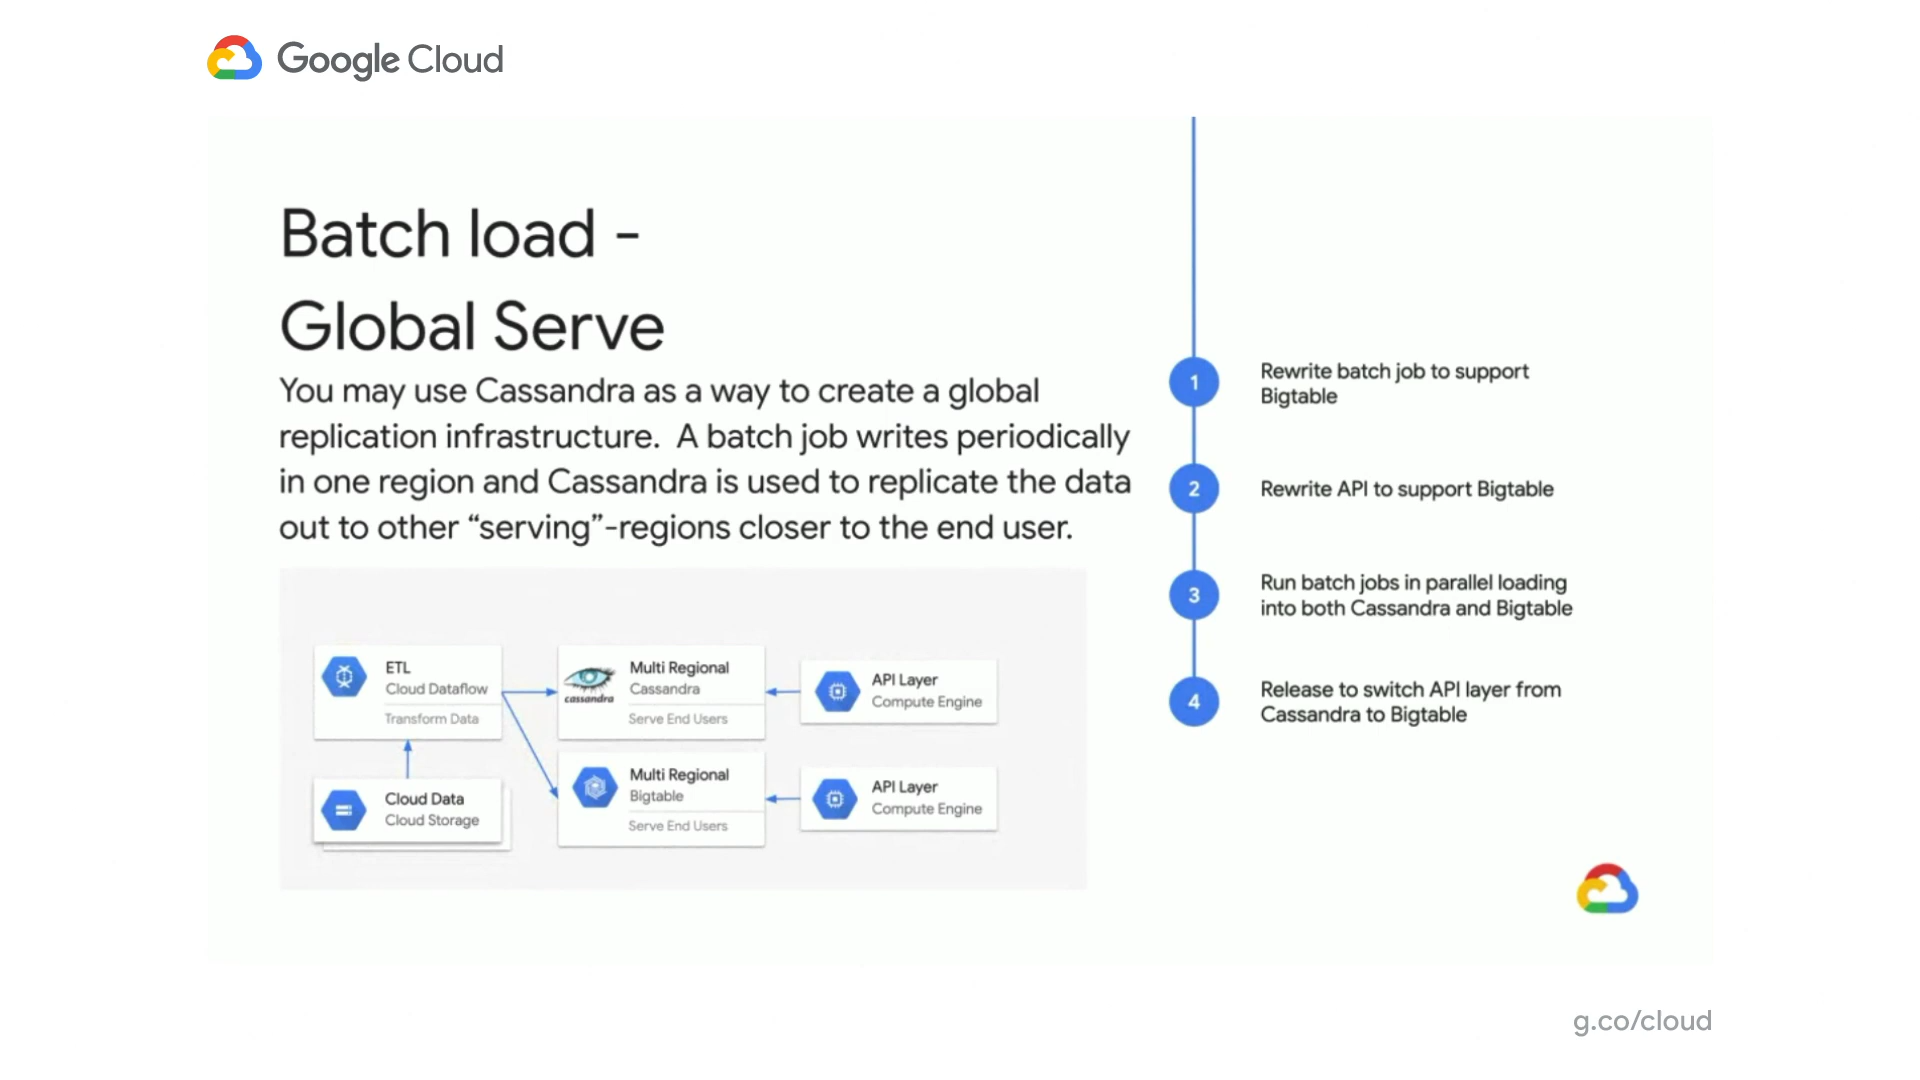 Google Cloud
Batch load -
Global Serve
You may use Cassandra as a way to create a global
replication infrastructure. A batch job writes periodically
in one region and Cassandra is used to replicate the data
out to other “serving”-regions closer to the end user.
ETL
Cloud Dataflow
Transform Data
Cloud Data
Cloud Storage
cassandra
Multi Regional
Cassandra
Serve End Users
Multi Regional
Bigtable
Serve End Users
API Layer
Compute Engine
API Layer
Compute Engine
1
Rewrite batch job to support
Bigtable
2
Rewrite API to support Bigtable
3
Run batch jobs in parallel loading
into both Cassandra and Bigtable
4
Release to switch API layer from
Cassandra to Bigtable
g.co/cloud